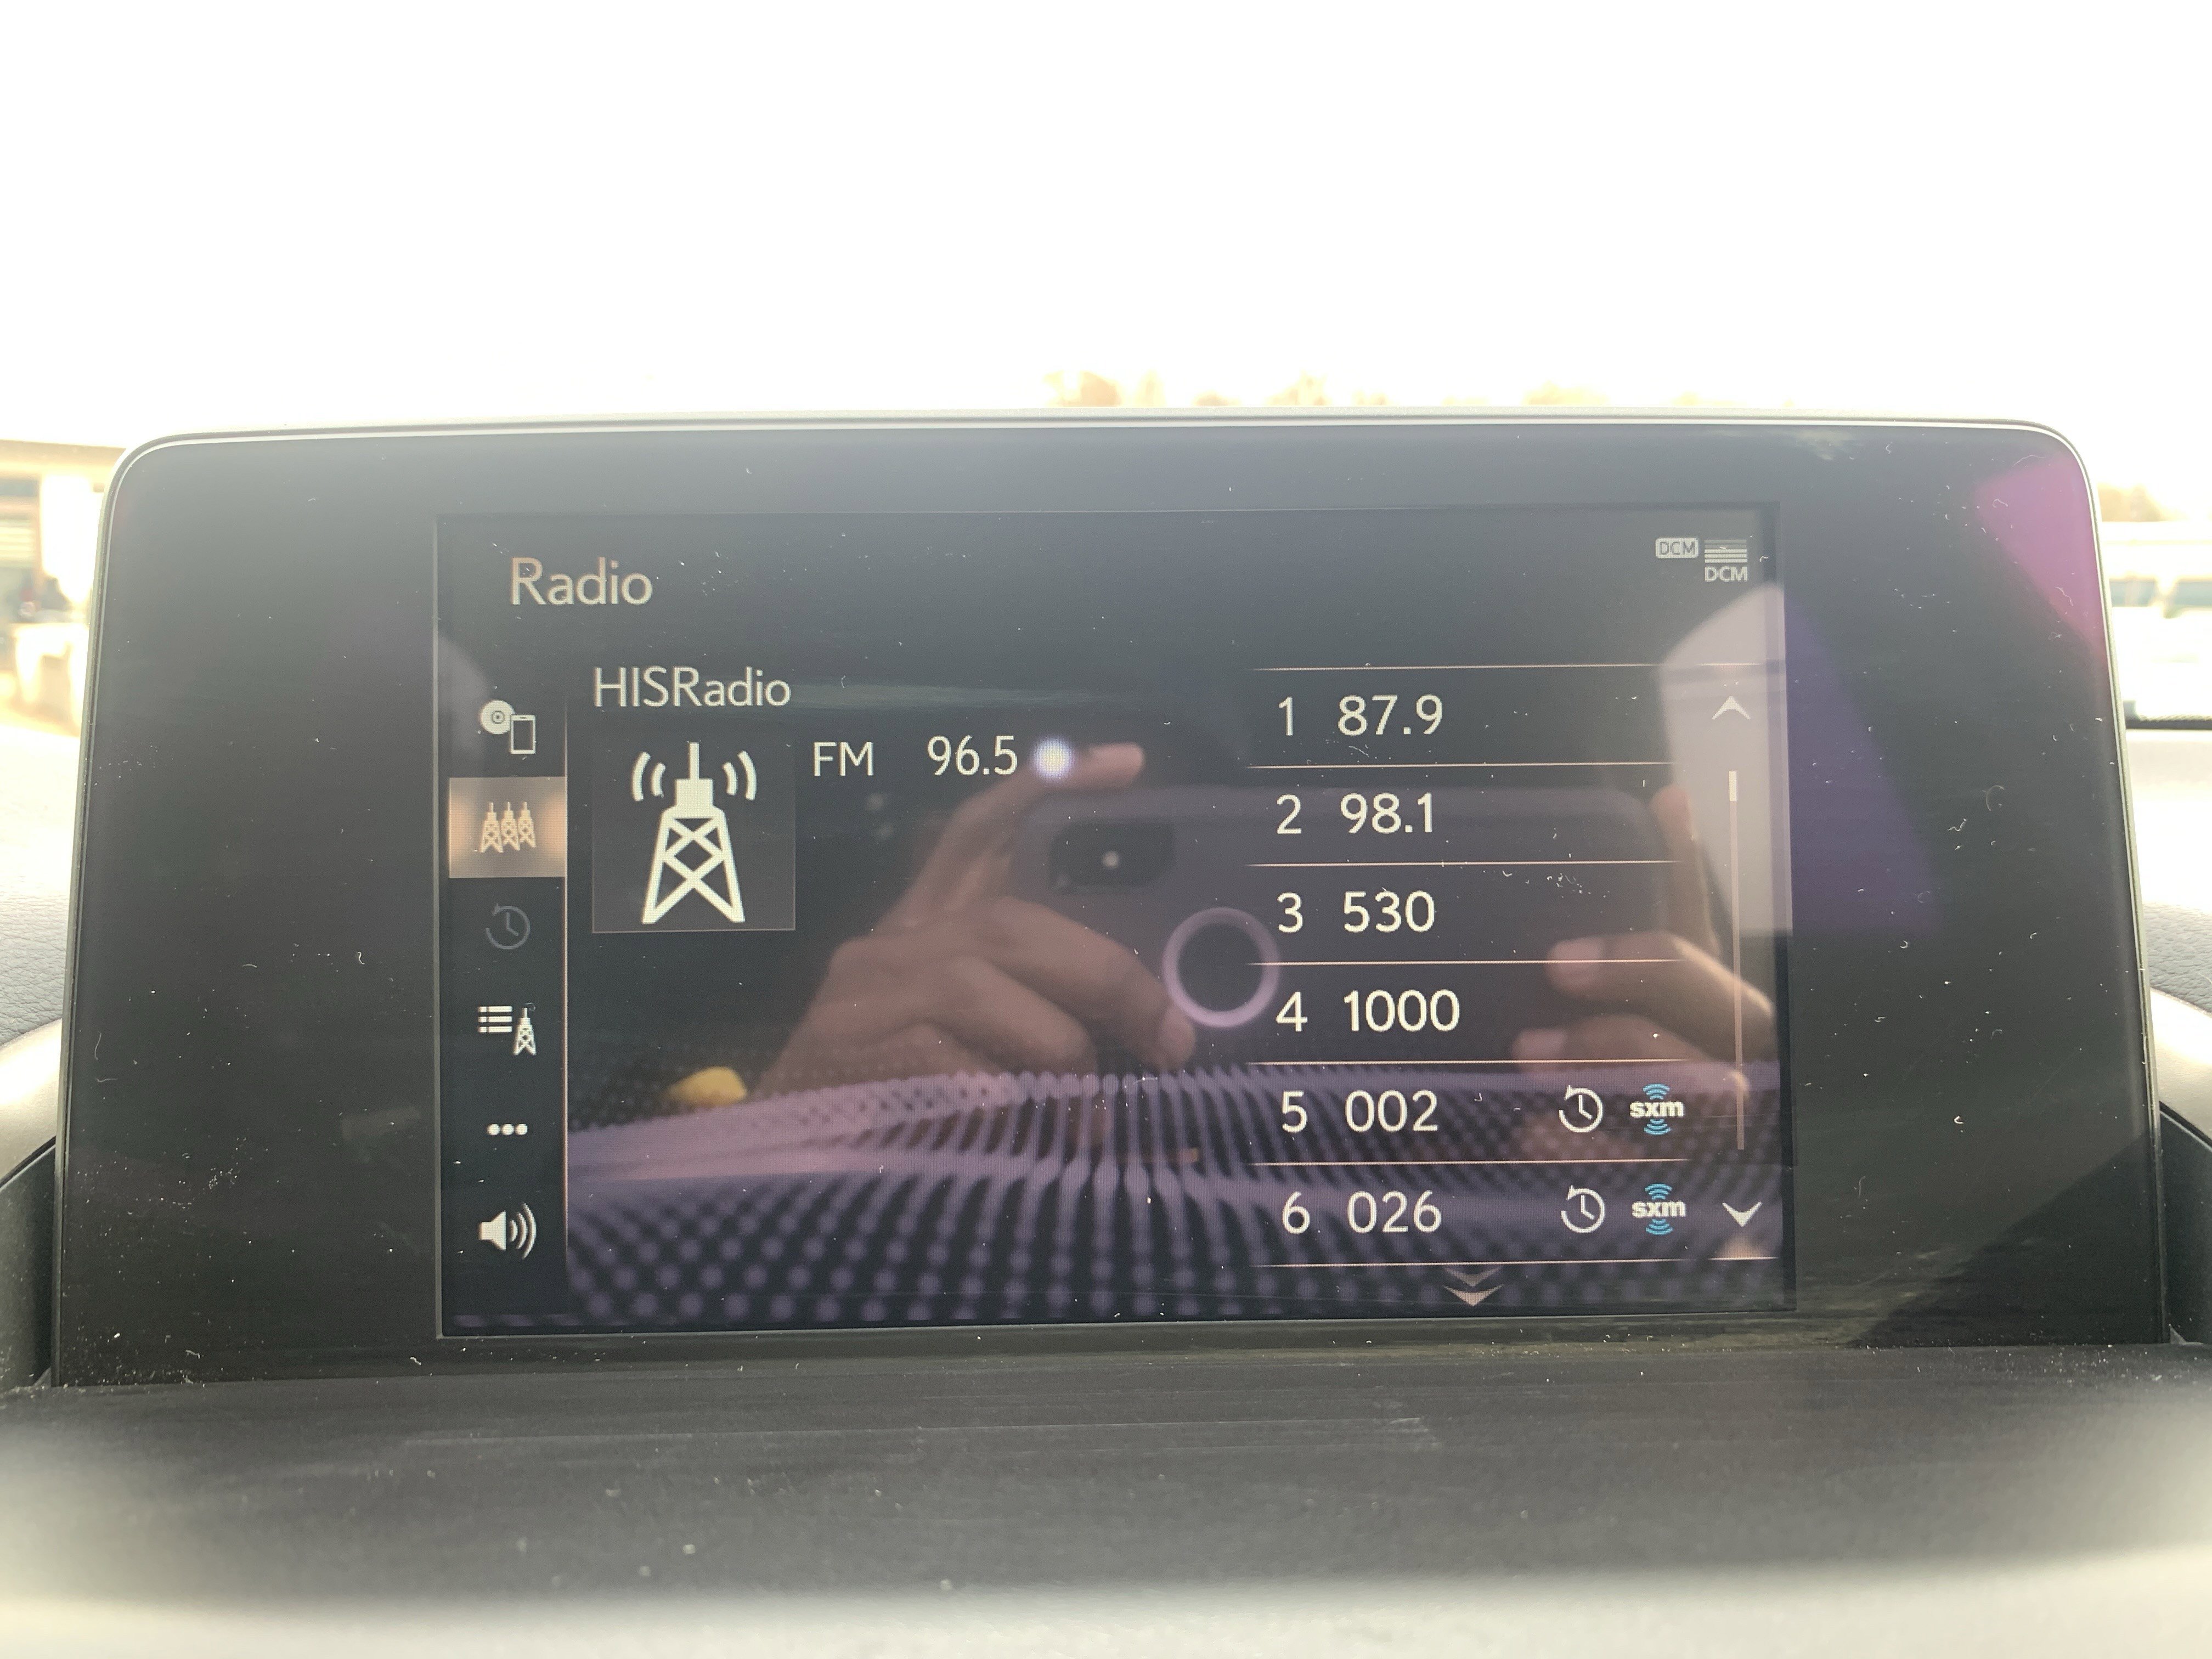 Radio
DCM
DCM
HISRadio
FM 96.5
1 87.9
2 98.1
3 530
4 1000
5 002 sxm
6 026 sxm